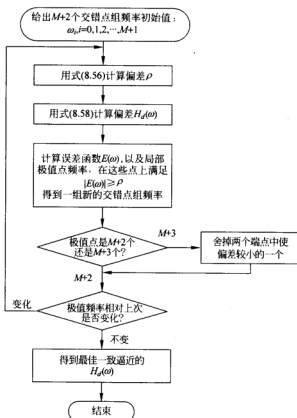 给出M+2个交错点组频率初始值：
ωᵢ,i=0,1,2,…,M+1
用式(8.56)计算偏差ρ
用式(8.58)计算偏差H_d(ω)
计算误差函数E(ω)，以及局部
极值点频率，在这些点上满足
|E(ω)|≥ρ
得到一组新的交错点组频率
极值点是M+2个
还是M+3个?
M+3
舍掉两个端点中使
偏差较小的一个
M+2
极值频率相对上次
是否变化?
变化
不变
得到最佳一致逼近的
H_d(ω)
结束